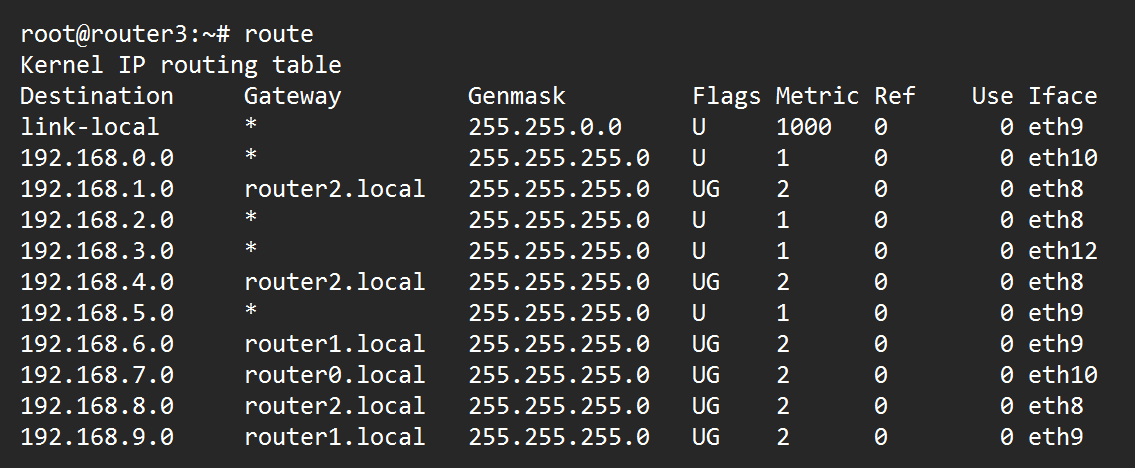 root@router3:~# route
Kernel IP routing table
Destination     Gateway         Genmask         Flags Metric Ref    Use Iface
link-local      *               255.255.0.0     U     1000   0        0 eth9
192.168.0.0     *               255.255.255.0   U     1      0        0 eth10
192.168.1.0     router2.local   255.255.255.0   UG    2      0        0 eth8
192.168.2.0     *               255.255.255.0   U     1      0        0 eth8
192.168.3.0     *               255.255.255.0   U     1      0        0 eth12
192.168.4.0     router2.local   255.255.255.0   UG    2      0        0 eth8
192.168.5.0     *               255.255.255.0   U     1      0        0 eth9
192.168.6.0     router1.local   255.255.255.0   UG    2      0        0 eth9
192.168.7.0     router0.local   255.255.255.0   UG    2      0        0 eth10
192.168.8.0     router2.local   255.255.255.0   UG    2      0        0 eth8
192.168.9.0     router1.local   255.255.255.0   UG    2      0        0 eth9